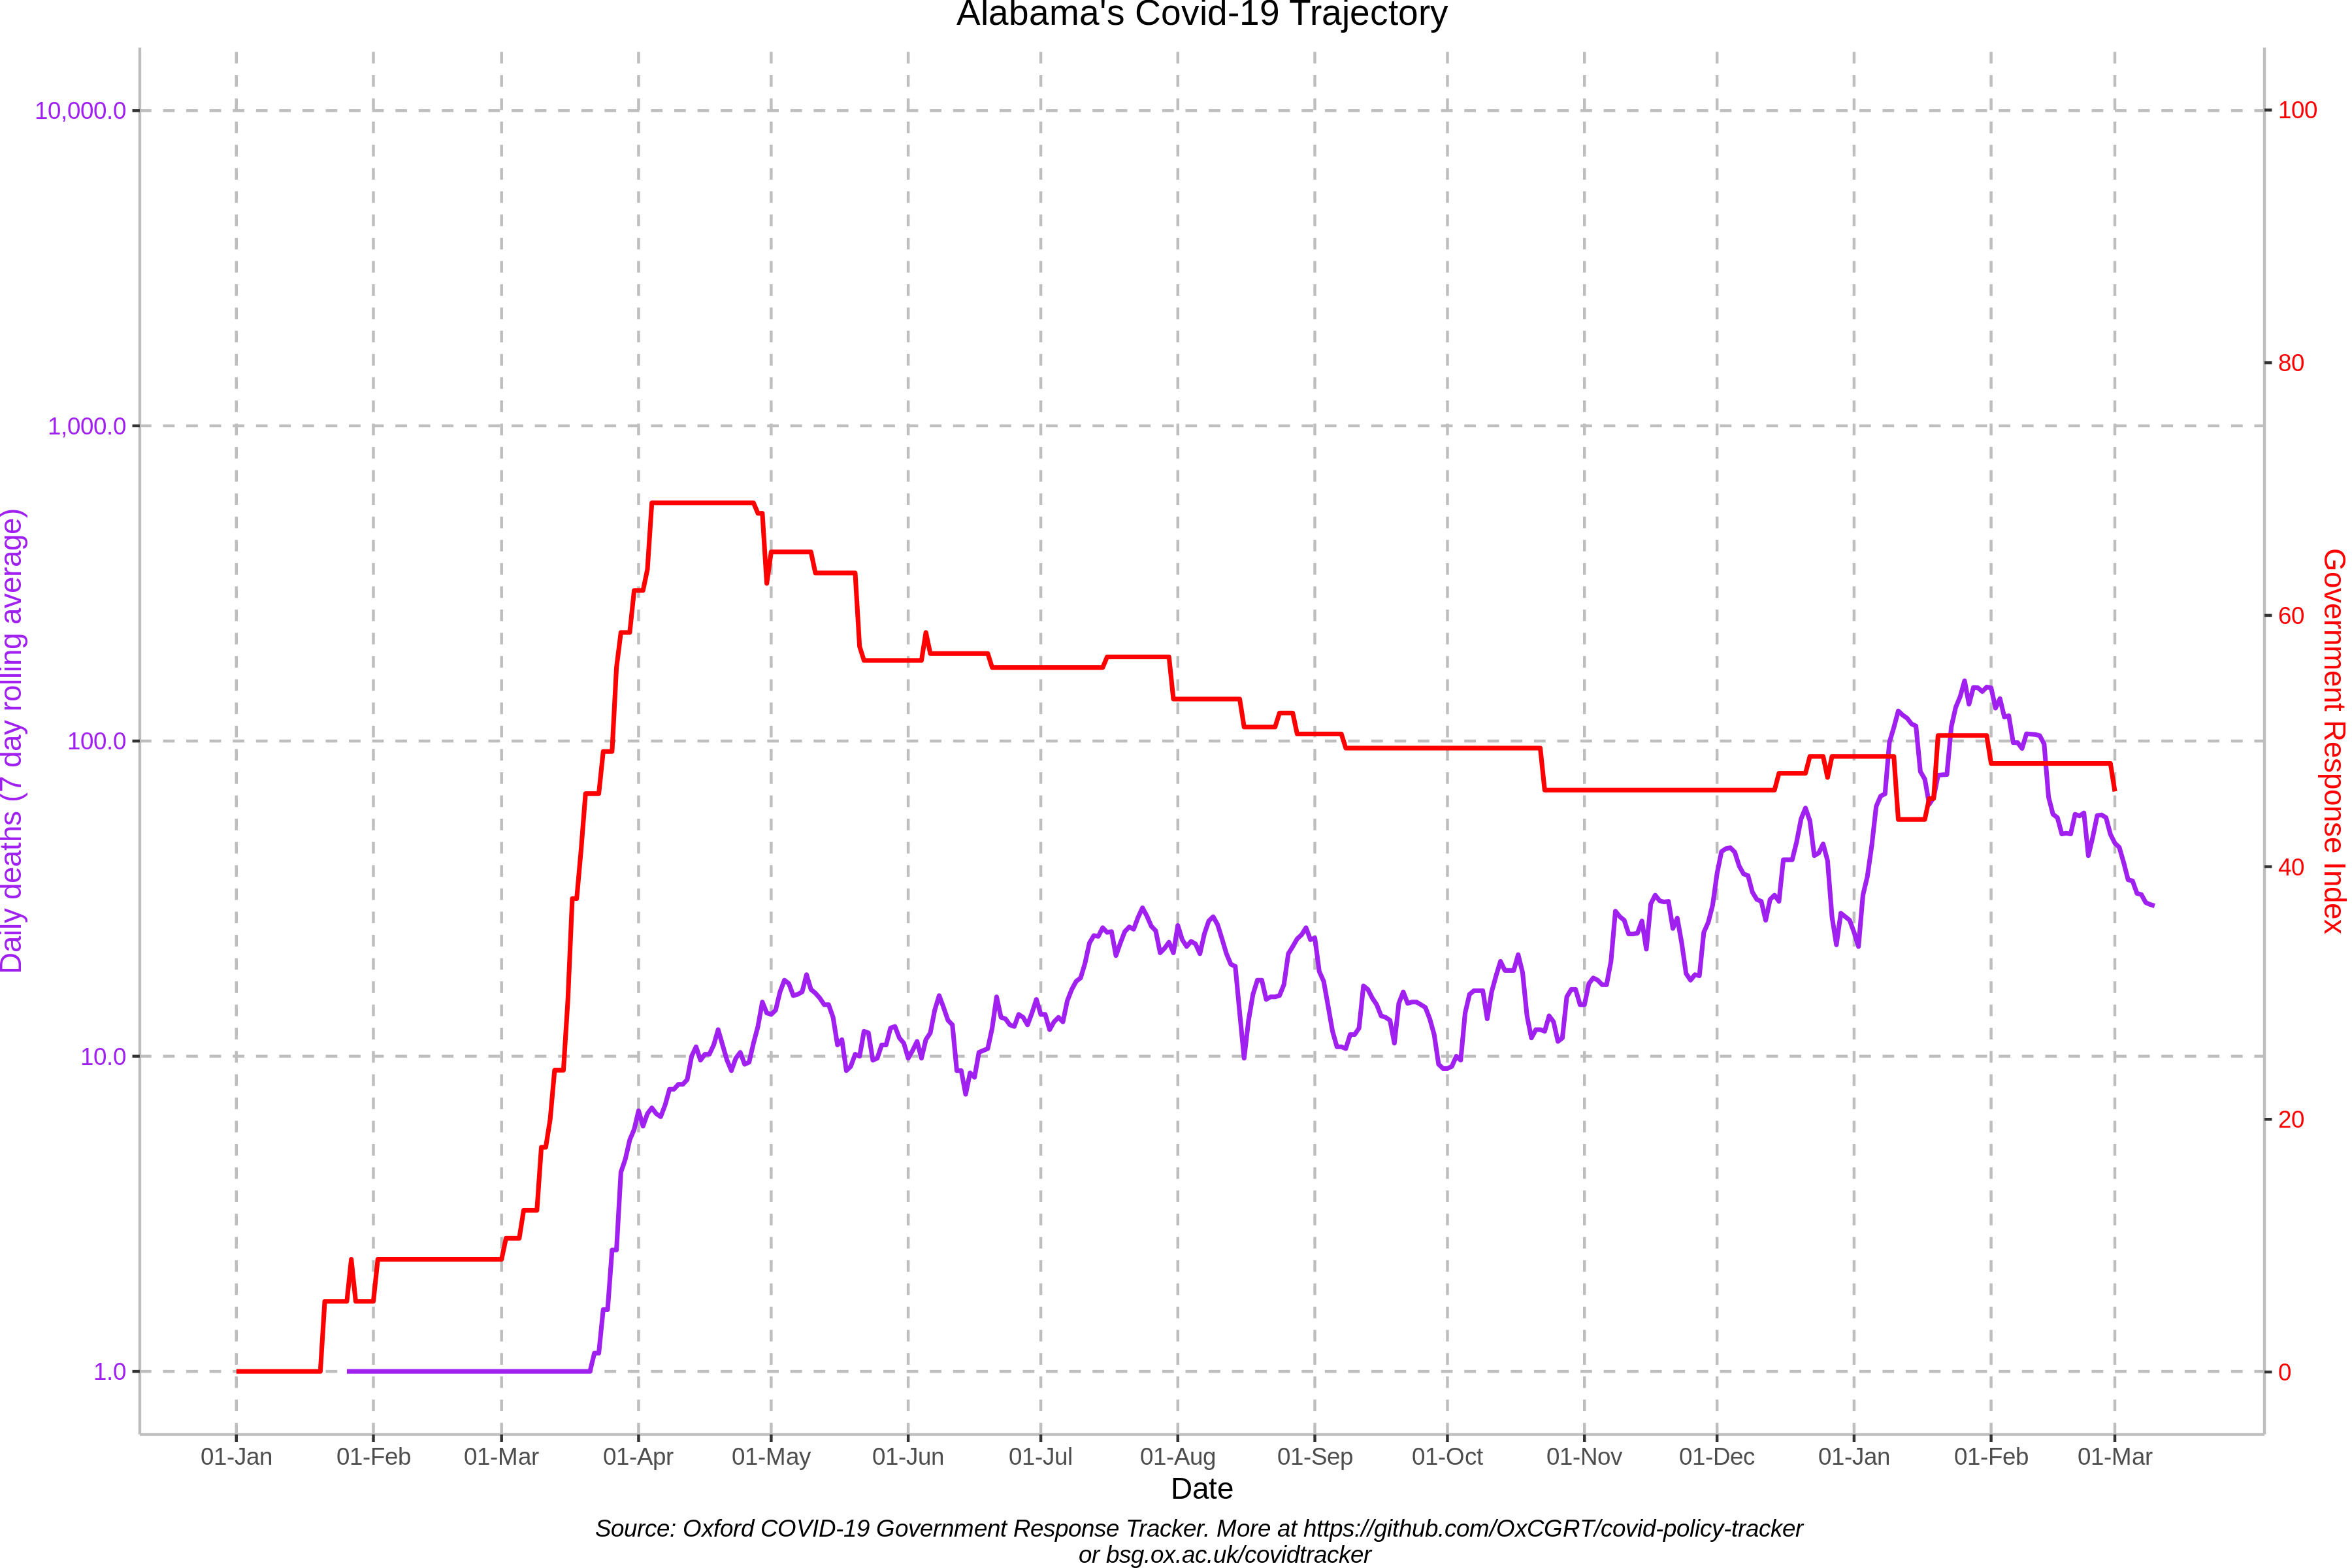 Alabama's Covid-19 Trajectory
10,000.0
1,000.0
100.0
10.0
1.0
Daily deaths (7 day rolling average)
100
80
60
40
20
0
Government Response Index
01-Jan 01-Feb 01-Mar 01-Apr 01-May 01-Jun 01-Jul 01-Aug 01-Sep 01-Oct 01-Nov 01-Dec 01-Jan 01-Feb 01-Mar
Date
Source: Oxford COVID-19 Government Response Tracker. More at https://github.com/OxCGRT/covid-policy-tracker
or bsg.ox.ac.uk/covidtracker